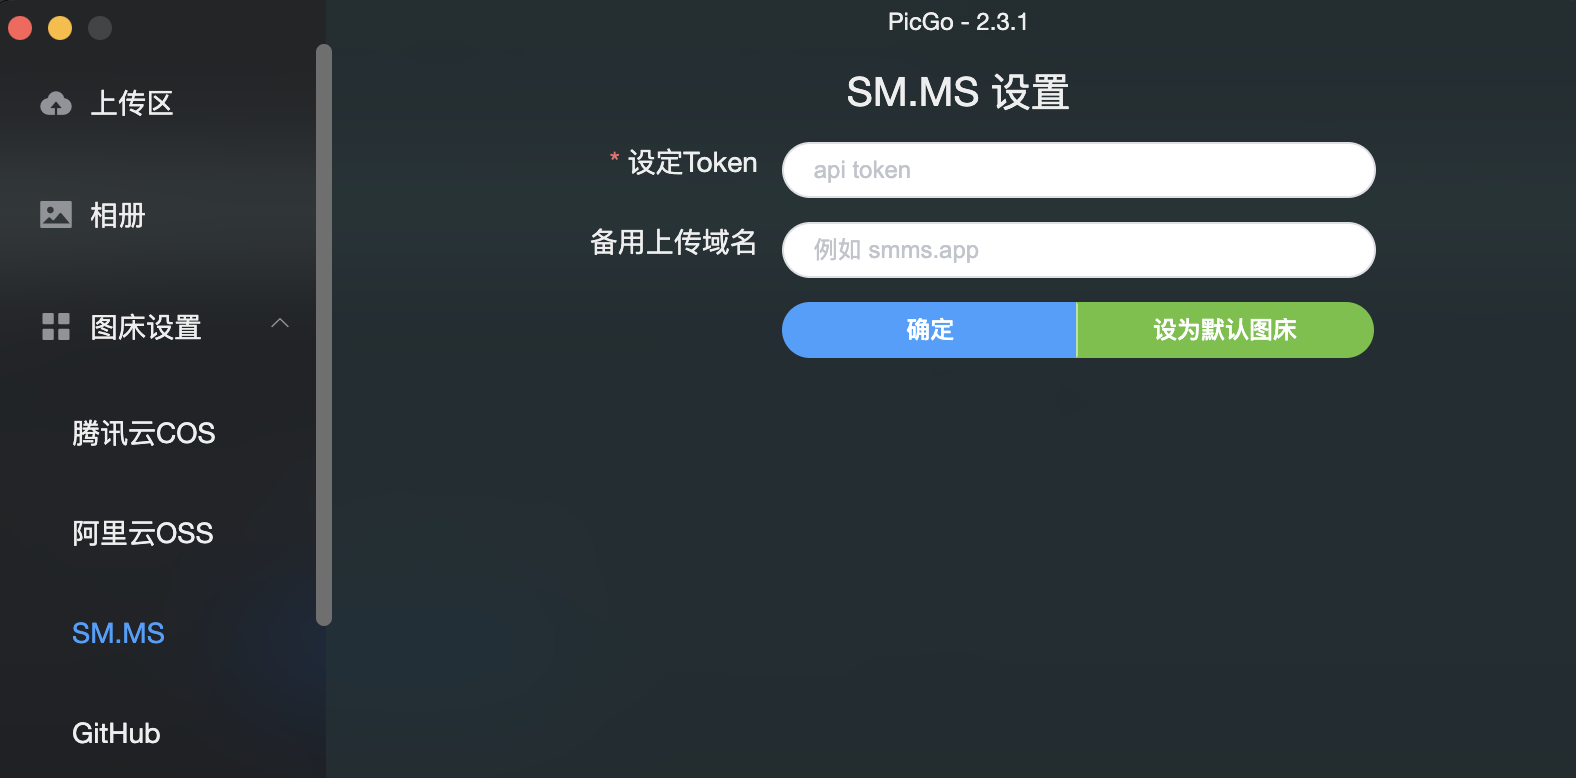 PicGo - 2.3.1
上传区
相册
图床设置
腾讯云COS
阿里云OSS
SM.MS
GitHub
SM.MS 设置
* 设定Token
api token
备用上传域名
例如 smms.app
确定
设为默认图床